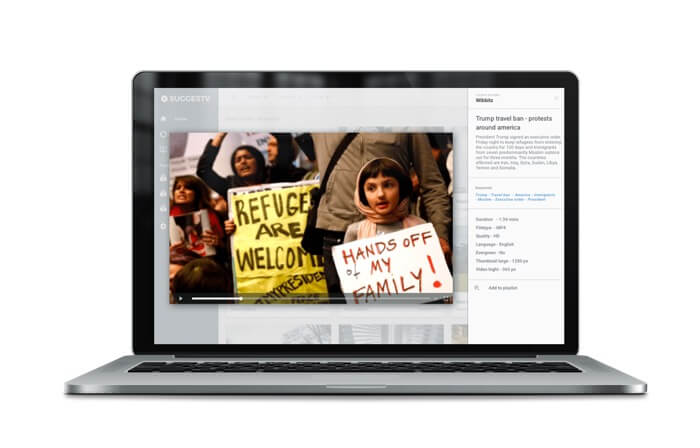 SUGGESTV
REFUGEE
ARE
WELCOME
HANDS OFF
of MY
FAMILY!
Wibbitz
Trump travel ban - protests
around america
President Trump signed an executive order
Friday night to keep refugees from entering
the country for 120 days and immigrants
from seven predominantly Muslim nations
out for three months. The countries
affected are Iran, Iraq, Syria, Sudan, Libya
Yemen and Somalia.
Trump - Travel Ban - America - Immigrants
- Muslim - Executive order - President
Duration - 1.34 mins
Filetype - MP4
Quality - HD
Language - English
Evergreen - No
Thumbnail large - 1280 px
Video hight - 360 px
Add to playlist